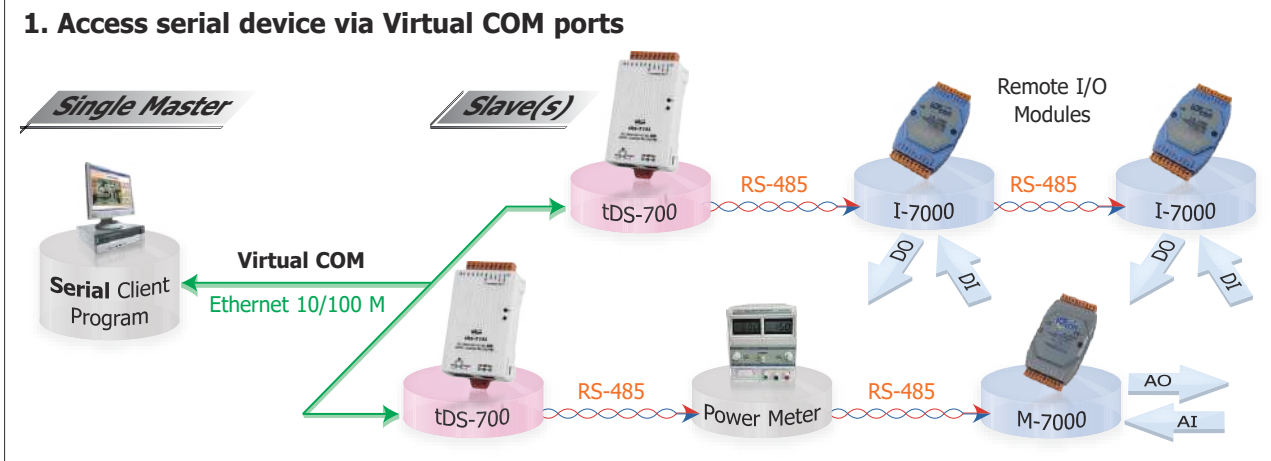 1. Access serial device via Virtual COM ports
Single Master
Slave(s)
Remote I/O
Modules
tDS-700
RS-485
I-7000
RS-485
I-7000
DO
DI
DO
DI
Serial Client
Program
Virtual COM
Ethernet 10/100 M
tDS-700
RS-485
Power Meter
RS-485
M-7000
AO
AI